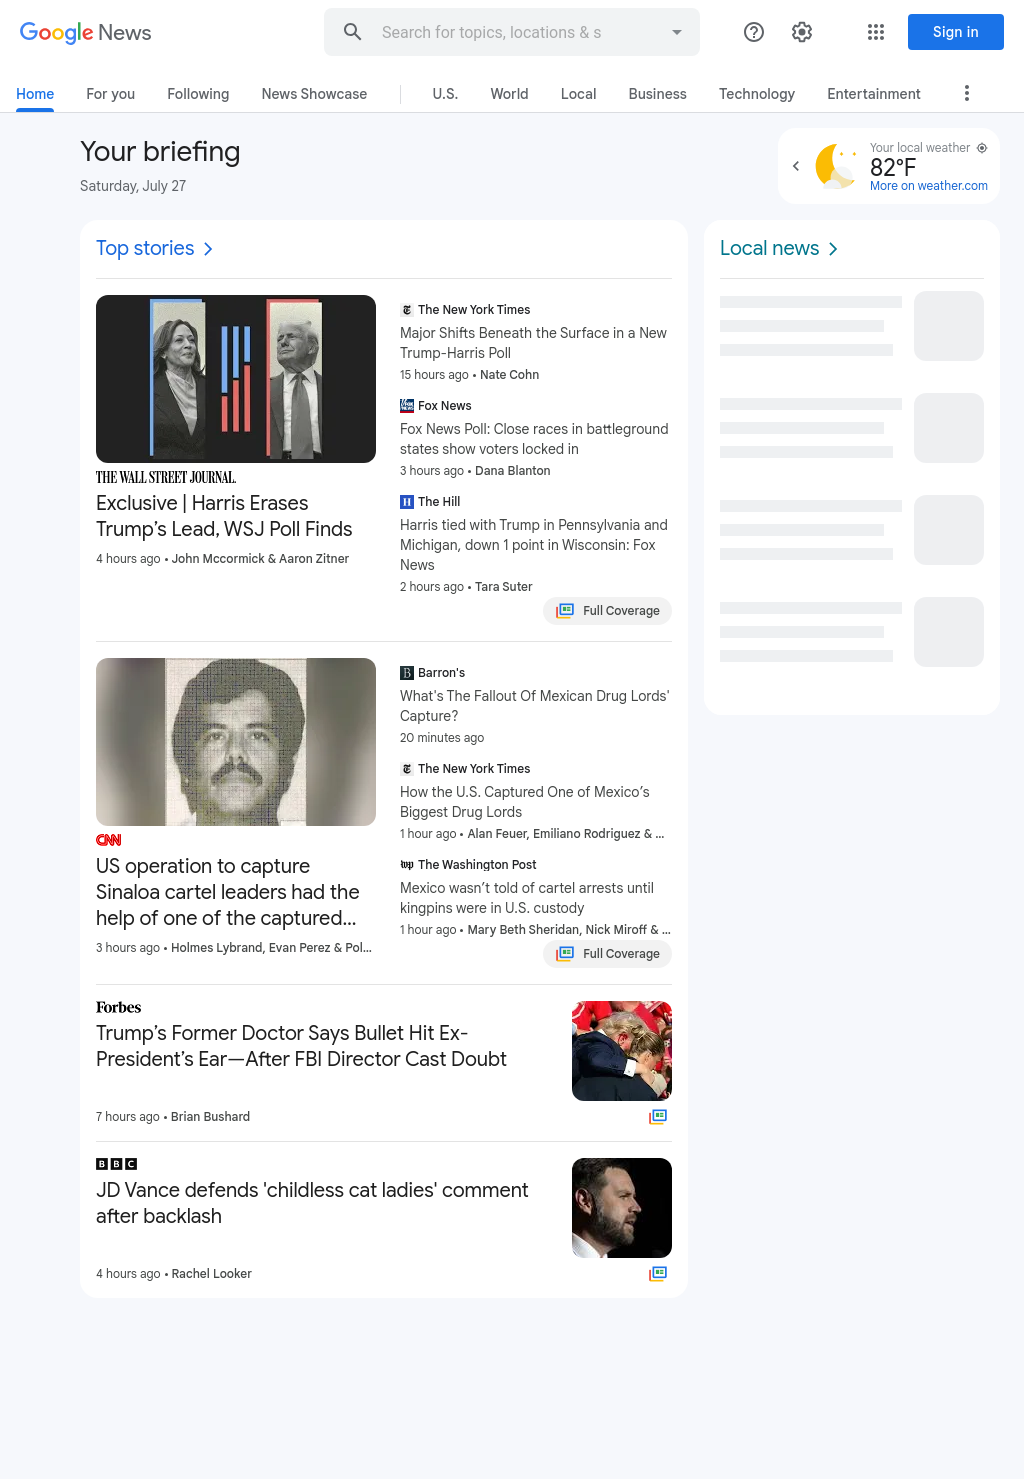 Google News
Search for topics, locations & s
Sign in
Home
For you
Following
News Showcase
U.S.
World
Local
Business
Technology
Entertainment
Your briefing
Saturday, July 27
Your local weather
82°F
More on weather.com
Top stories
THE WALL STREET JOURNAL.
Exclusive | Harris Erases
Trump’s Lead, WSJ Poll Finds
4 hours ago • John Mccormick & Aaron Zitner
The New York Times
Major Shifts Beneath the Surface in a New
Trump-Harris Poll
15 hours ago • Nate Cohn
Fox News
Fox News Poll: Close races in battleground
states show voters locked in
3 hours ago • Dana Blanton
H The Hill
Harris tied with Trump in Pennsylvania and
Michigan, down 1 point in Wisconsin: Fox
News
2 hours ago • Tara Suter
Full Coverage
CNN
US operation to capture
Sinaloa cartel leaders had the
help of one of the captured...
3 hours ago • Holmes Lybrand, Evan Perez & Pol...
B Barron's
What's The Fallout Of Mexican Drug Lords'
Capture?
20 minutes ago
The New York Times
How the U.S. Captured One of Mexico’s
Biggest Drug Lords
1 hour ago • Alan Feuer, Emiliano Rodriguez & ...
wp The Washington Post
Mexico wasn’t told of cartel arrests until
kingpins were in U.S. custody
1 hour ago • Mary Beth Sheridan, Nick Miroff & ...
Full Coverage
Forbes
Trump’s Former Doctor Says Bullet Hit Ex-
President’s Ear—After FBI Director Cast Doubt
7 hours ago • Brian Bushard
BBC
JD Vance defends 'childless cat ladies' comment
after backlash
4 hours ago • Rachel Looker
Local news